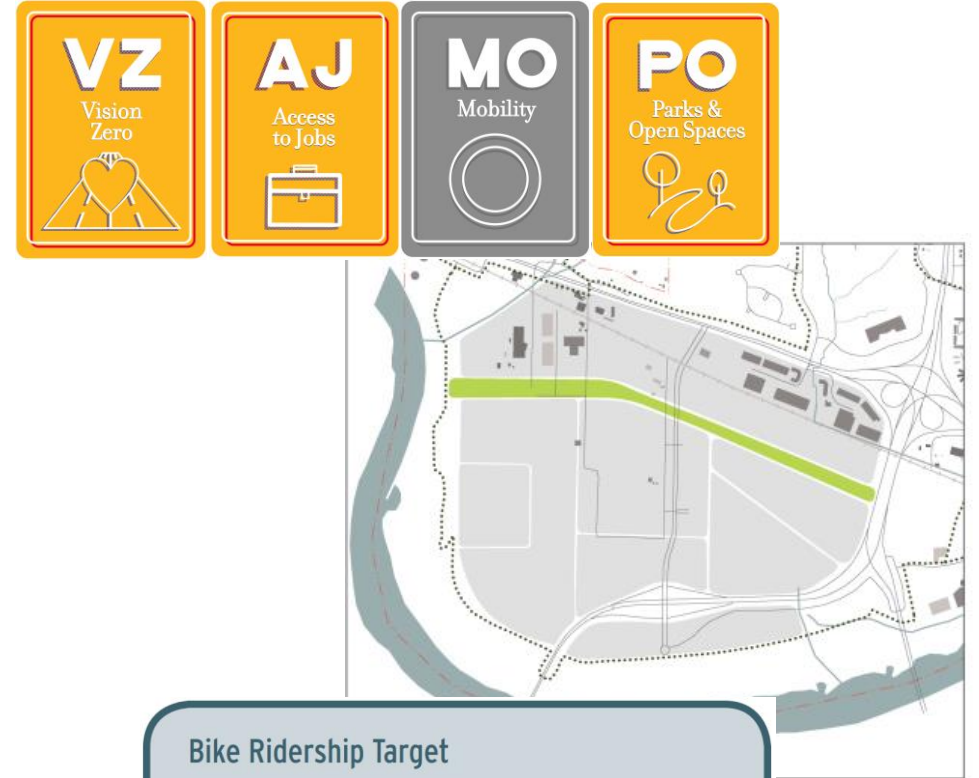 VZ
Vision
Zero
AJ
Access
to Jobs
MO
Mobility
PO
Parks &
Open Spaces
Bike Ridership Target